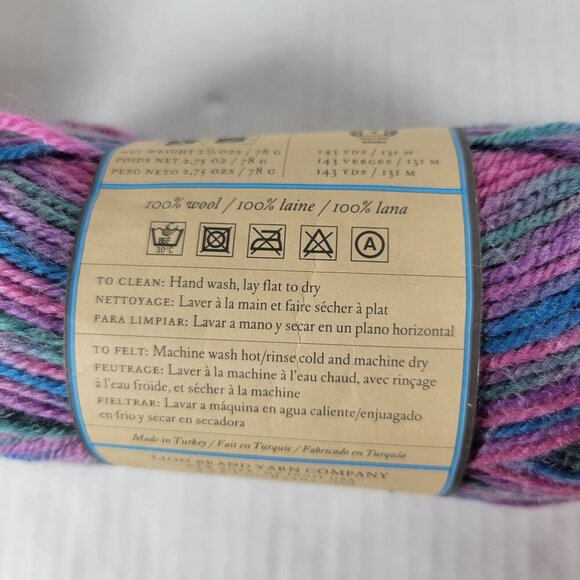 NET WEIGHT 2¾ OZS / 78 G
143 YDS / 131 M
POIDS NET 2,75 OZ / 78 G
143 VERGES / 131 M
PESO NETO 2,75 OZS / 78 G
143 YDS / 131 M
100% wool / 100% laine / 100% lana
86F
30°C
A
TO CLEAN: Hand wash, lay flat to dry
NETTOYAGE: Laver à la main et faire sécher à plat
PARA LIMPIAR: Lavar a mano y secar en un plano horizontal
TO FELT: Machine wash hot/rinse cold and machine dry
FEUTRAGE: Laver à la machine à l'eau chaud, avec rinçage
à l'eau froide, et sécher à la machine
FIELTRAR: Lavar a máquina en agua caliente/enjuagado
en frio y secar en secadora
Made in Turkey / Fait en Turquie / Fabricado en Turquía
LION BRAND YARN COMPANY